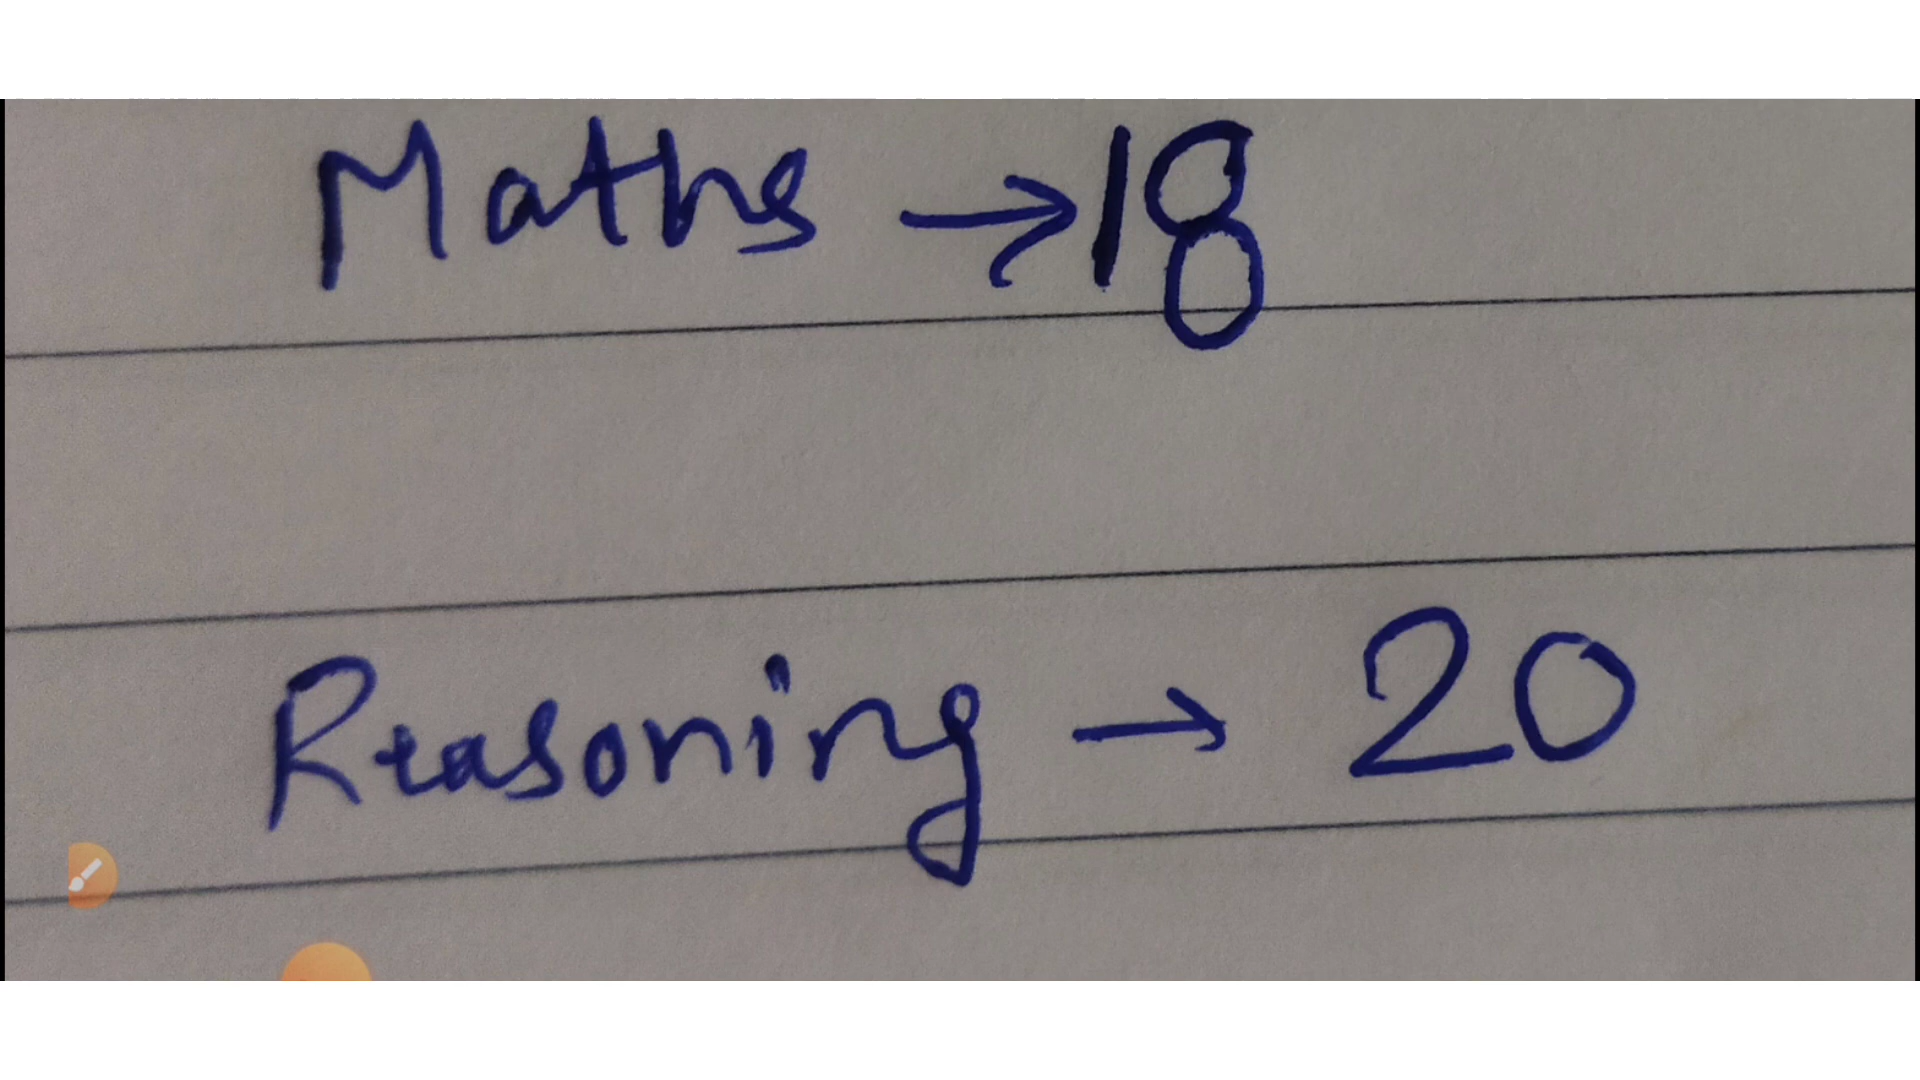 Maths → 18
Reasoning → 20